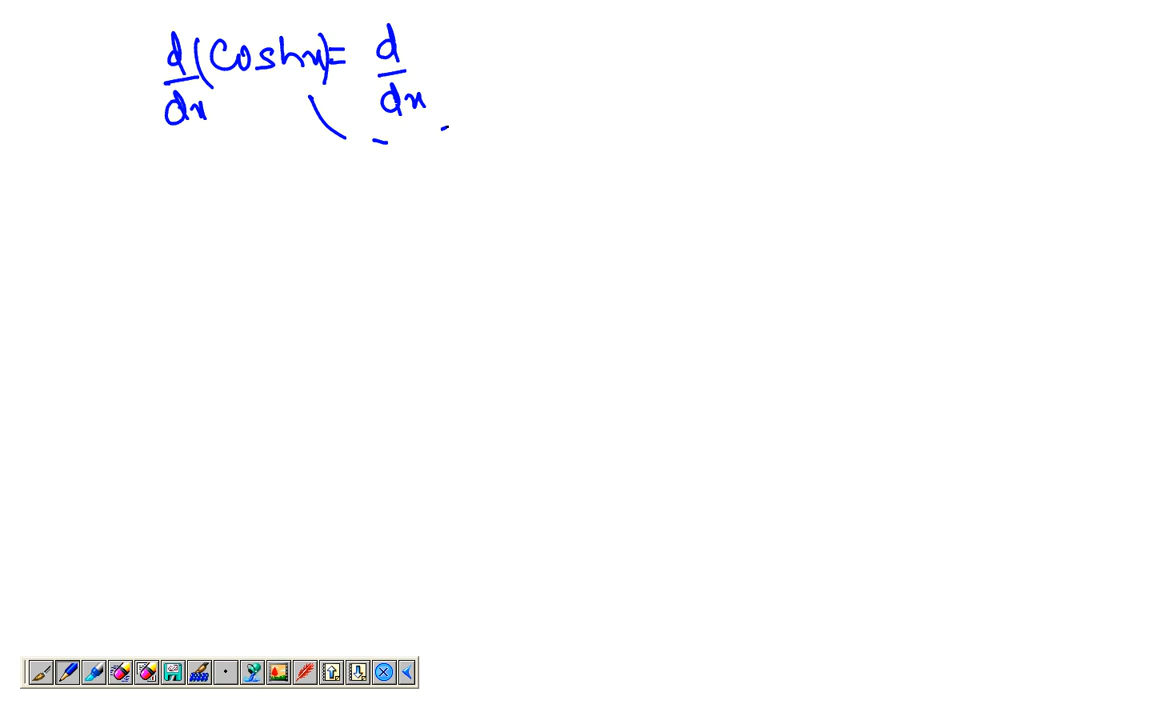 d/dx (Coshx) = d/dx